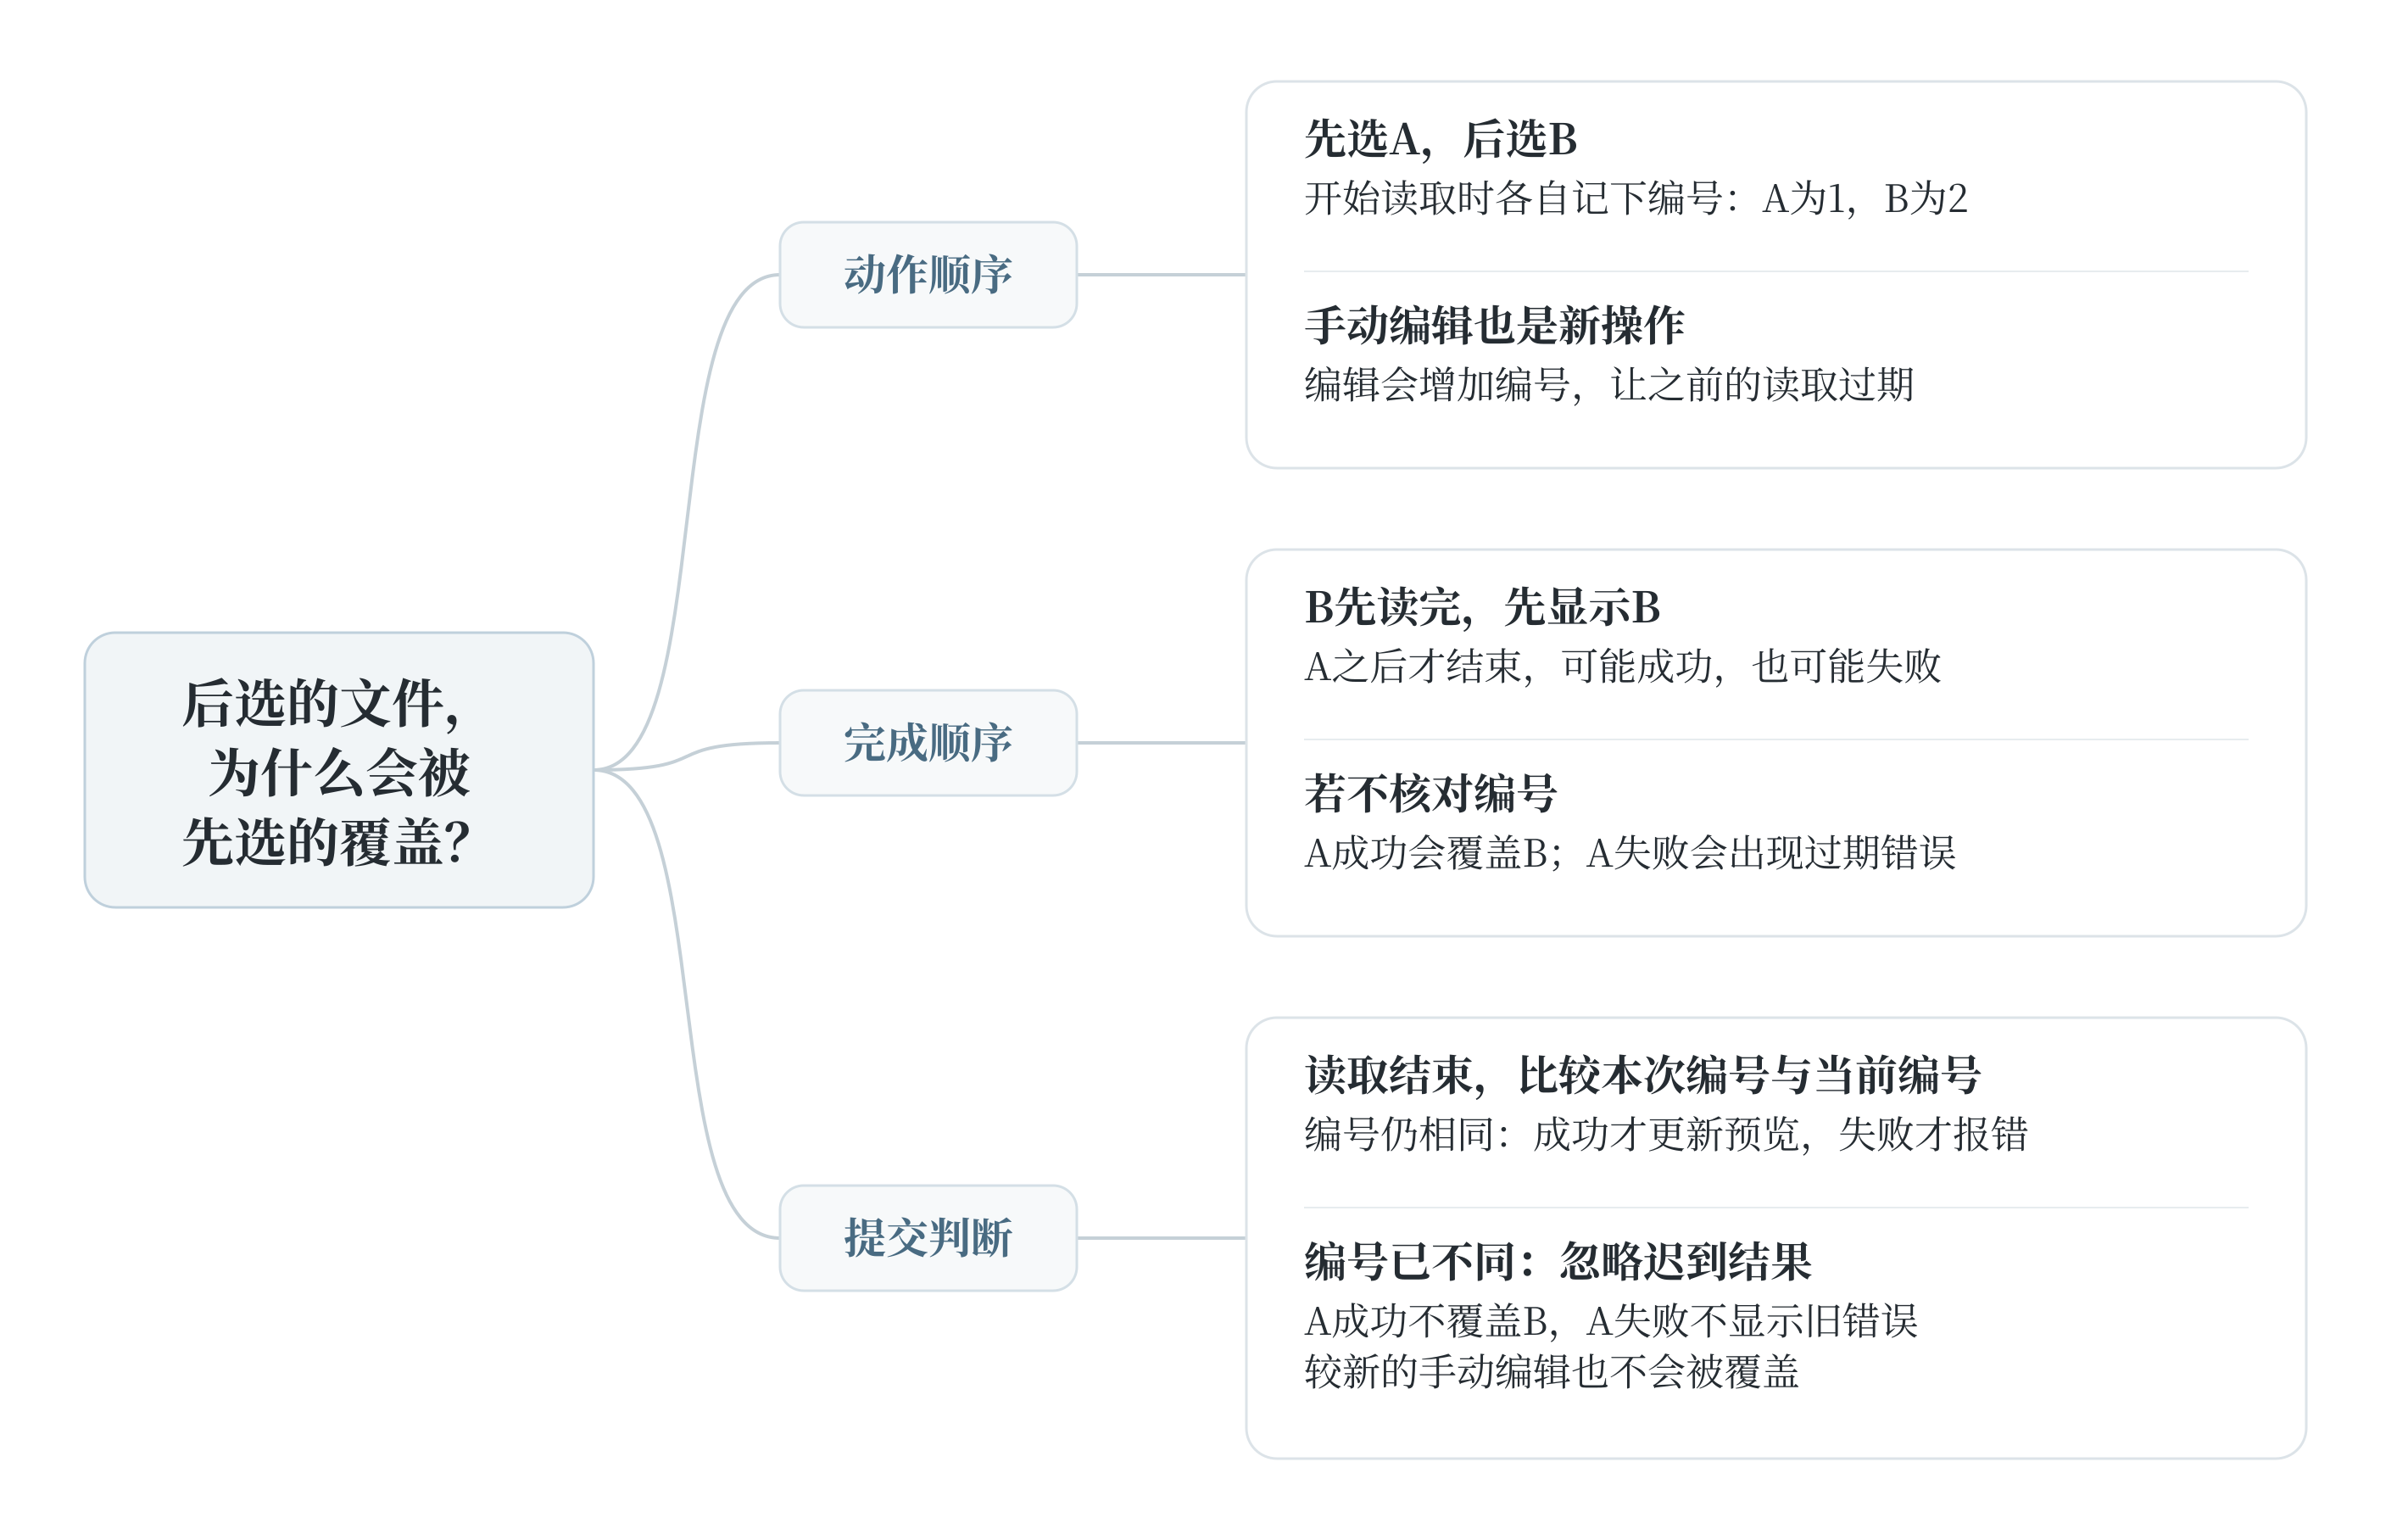 后选的文件，
为什么会被
先选的覆盖？
动作顺序
先选A，后选B
开始读取时各自记下编号：A为1，B为2
手动编辑也是新操作
编辑会增加编号，让之前的读取过期
完成顺序
B先读完，先显示B
A之后才结束，可能成功，也可能失败
若不核对编号
A成功会覆盖B；A失败会出现过期错误
提交判断
读取结束，比较本次编号与当前编号
编号仍相同：成功才更新预览，失败才报错
编号已不同：忽略迟到结果
A成功不覆盖B，A失败不显示旧错误
较新的手动编辑也不会被覆盖